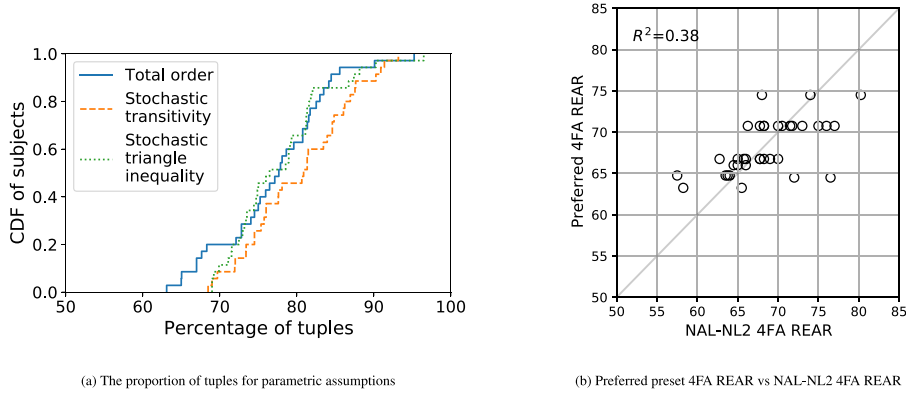 CDF of subjects
1.0
0.8
0.6
0.4
0.2
0.0
Total order
Stochastic
transitivity
Stochastic
triangle
inequality
50 60 70 80 90 100
Percentage of tuples
(a) The proportion of tuples for parametric assumptions
Preferred 4FA REAR
85
80
75
70
65
60
55
50
R²=0.38
50 55 60 65 70 75 80 85
NAL-NL2 4FA REAR
(b) Preferred preset 4FA REAR vs NAL-NL2 4FA REAR